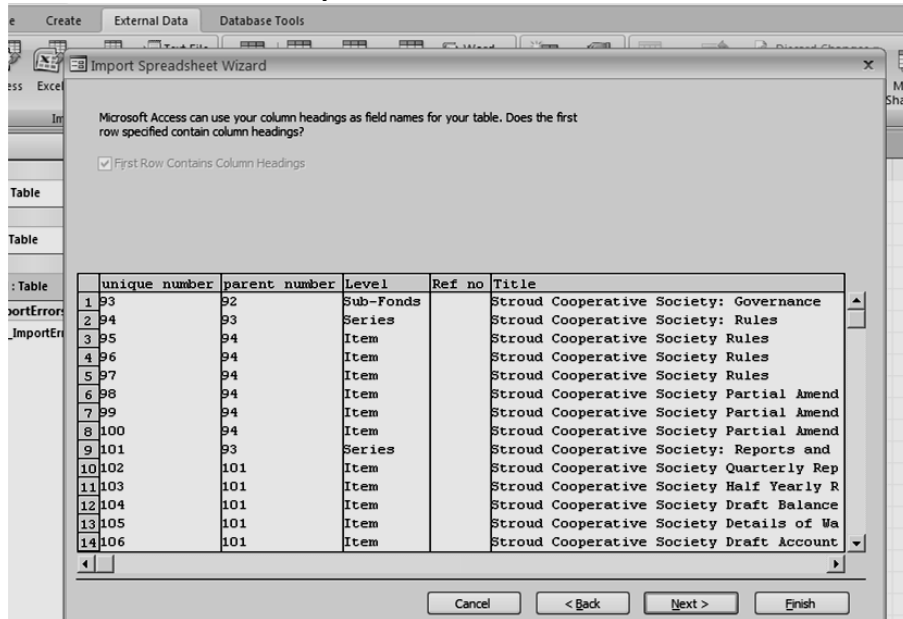 e Create External Data Database Tools
Import Spreadsheet Wizard x
ess Excel
Microsoft Access can use your column headings as field names for your table. Does the first
row specified contain column headings?
First Row Contains Column Headings
Table
Table
: Table
unique number parent number Level Ref no Title
1 93 92 Sub-Fonds Stroud Cooperative Society: Governance
2 94 93 Series Stroud Cooperative Society: Rules
3 95 94 Item Stroud Cooperative Society Rules
4 96 94 Item Stroud Cooperative Society Rules
5 97 94 Item Stroud Cooperative Society Rules
6 98 94 Item Stroud Cooperative Society Partial Amend
7 99 94 Item Stroud Cooperative Society Partial Amend
8 100 94 Item Stroud Cooperative Society Partial Amend
9 101 93 Series Stroud Cooperative Society: Reports and
10 102 101 Item Stroud Cooperative Society Quarterly Rep
11 103 101 Item Stroud Cooperative Society Half Yearly R
12 104 101 Item Stroud Cooperative Society Draft Balance
13 105 101 Item Stroud Cooperative Society Details of Wa
14 106 101 Item Stroud Cooperative Society Draft Account
Cancel < Back Next > Finish